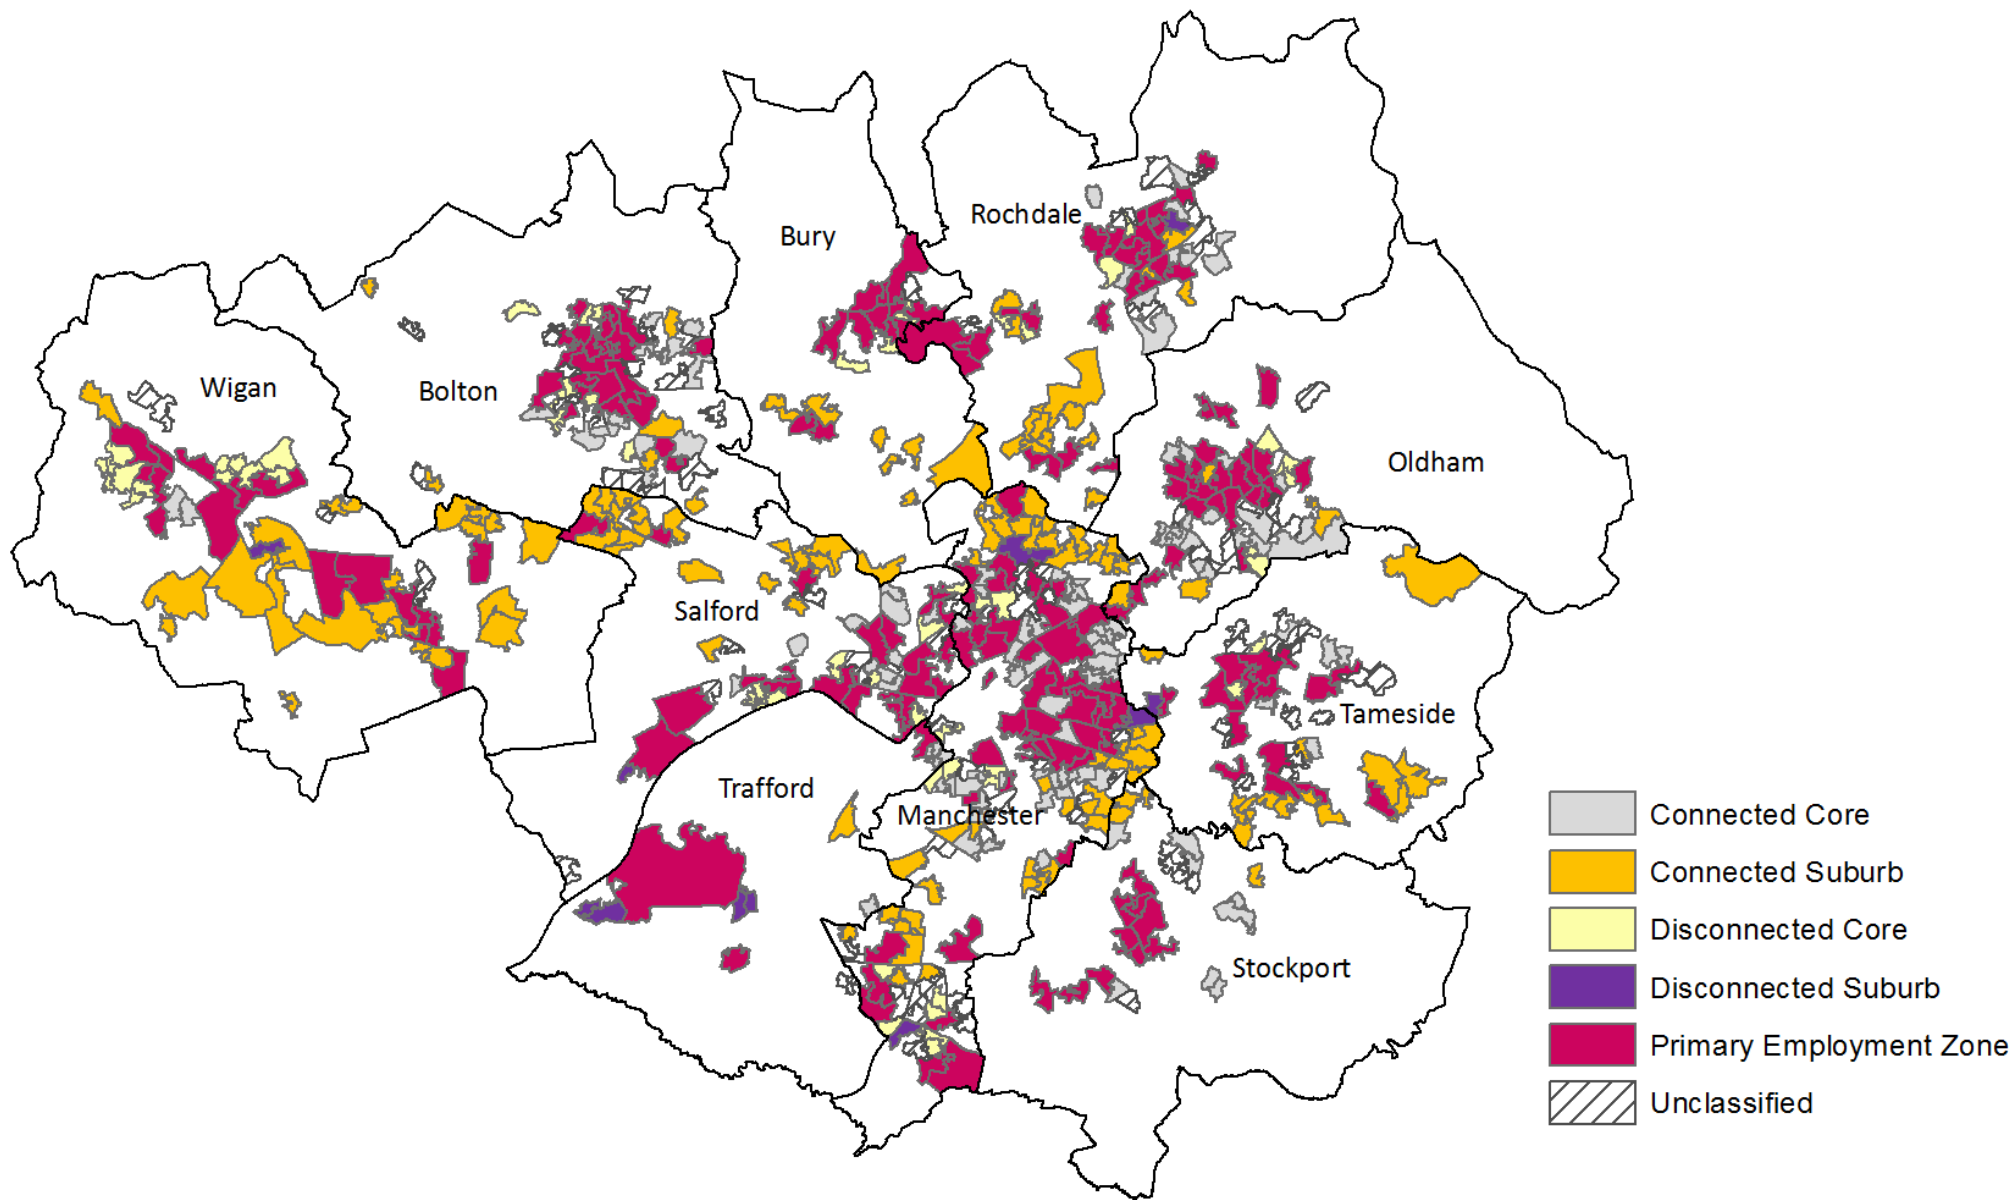 Rochdale
Bury
Wigan
Bolton
Oldham
Salford
Tameside
Trafford
Manchester
Stockport
Connected Core
Connected Suburb
Disconnected Core
Disconnected Suburb
Primary Employment Zone
Unclassified